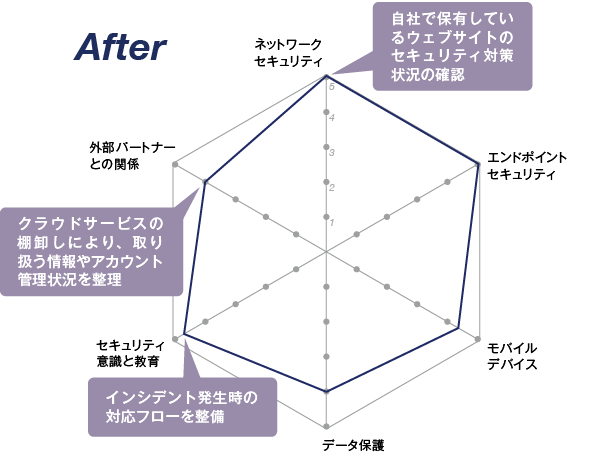 After
自社で保有してい
るウェブサイトの
セキュリティ対策
状況の確認
ネットワーク
セキュリティ
5
4
3
2
1
外部パートナー
との関係
エンドポイント
セキュリティ
クラウドサービスの
棚卸しにより、取り
扱う情報やアカウント
管理状況を整理
セキュリティ
意識と教育
モバイル
デバイス
インシデント発生時の
対応フローを整備
データ保護